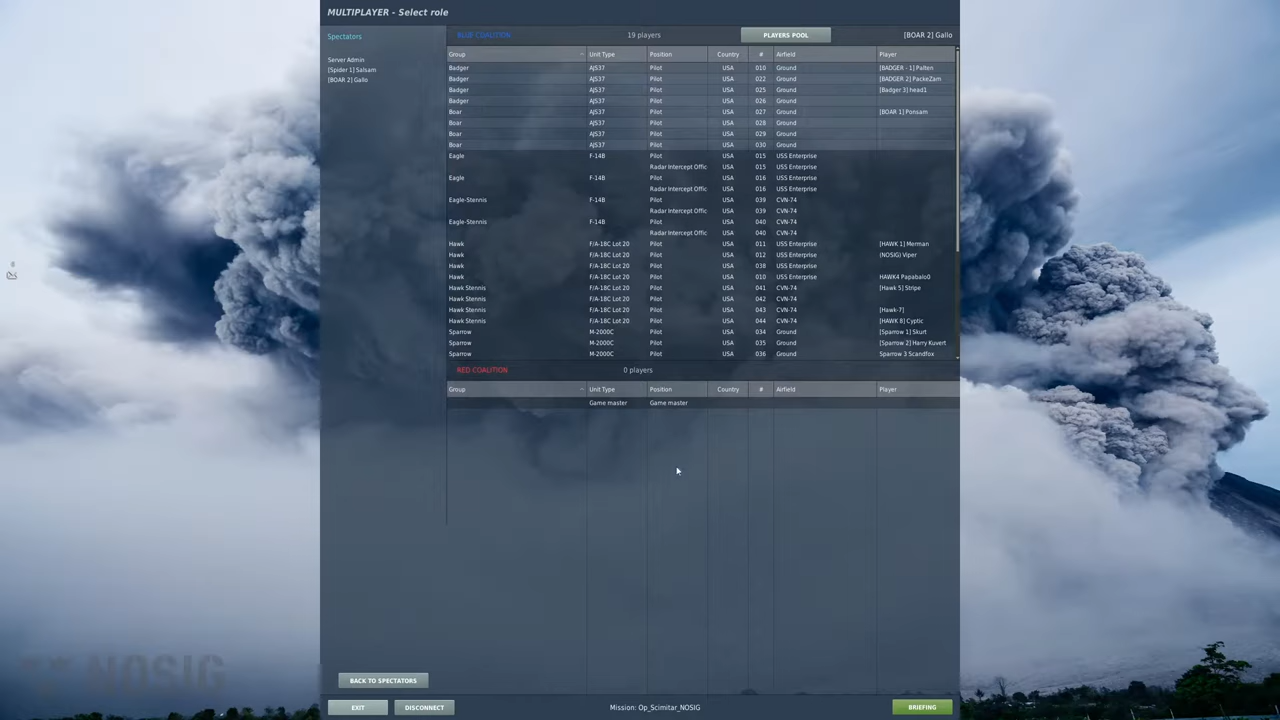 MULTIPLAYER - Select role
Spectators
Server Admin
[Spider 1] Salsam
[BOAR 2] Gallo
BLUE COALITION 19 players PLAYERS POOL [BOAR 2] Gallo
Group Unit Type Position Country # Airfield Player
Badger AJS37 Pilot USA 010 Ground [BADGER - 1] Palten
Badger AJS37 Pilot USA 022 Ground [BADGER 2] PackeZam
Badger AJS37 Pilot USA 025 Ground [Badger 3] head1
Badger AJS37 Pilot USA 026 Ground
Boar AJS37 Pilot USA 027 Ground [BOAR 1] Ponsam
Boar AJS37 Pilot USA 028 Ground
Boar AJS37 Pilot USA 029 Ground
Boar AJS37 Pilot USA 030 Ground
Eagle F-14B Pilot USA 015 USS Enterprise
Radar Intercept Offic USA 015 USS Enterprise
Eagle F-14B Pilot USA 016 USS Enterprise
Radar Intercept Offic USA 016 USS Enterprise
Eagle-Stennis F-14B Pilot USA 039 CVN-74
Radar Intercept Offic USA 039 CVN-74
Eagle-Stennis F-14B Pilot USA 040 CVN-74
Radar Intercept Offic USA 040 CVN-74
Hawk F/A-18C Lot 20 Pilot USA 011 USS Enterprise [HAWK 1] Merman
Hawk F/A-18C Lot 20 Pilot USA 012 USS Enterprise (NOSIG) Viper
Hawk F/A-18C Lot 20 Pilot USA 038 USS Enterprise
Hawk F/A-18C Lot 20 Pilot USA 010 USS Enterprise HAWK4 Papabalo0
Hawk Stennis F/A-18C Lot 20 Pilot USA 041 CVN-74 [Hawk 5] Stripe
Hawk Stennis F/A-18C Lot 20 Pilot USA 042 CVN-74
Hawk Stennis F/A-18C Lot 20 Pilot USA 043 CVN-74 [Hawk-7]
Hawk Stennis F/A-18C Lot 20 Pilot USA 044 CVN-74 [HAWK 8] Cyptic
Sparrow M-2000C Pilot USA 034 Ground [Sparrow 1] Skurt
Sparrow M-2000C Pilot USA 035 Ground [Sparrow 2] Harry Kuvert
Sparrow M-2000C Pilot USA 036 Ground Sparrow 3 Scandfox
RED COALITION 0 players
Group Unit Type Position Country # Airfield Player
Game master Game master
BACK TO SPECTATORS
EXIT DISCONNECT Mission: Op_Scimitar_NOSIG BRIEFING
NOSIG